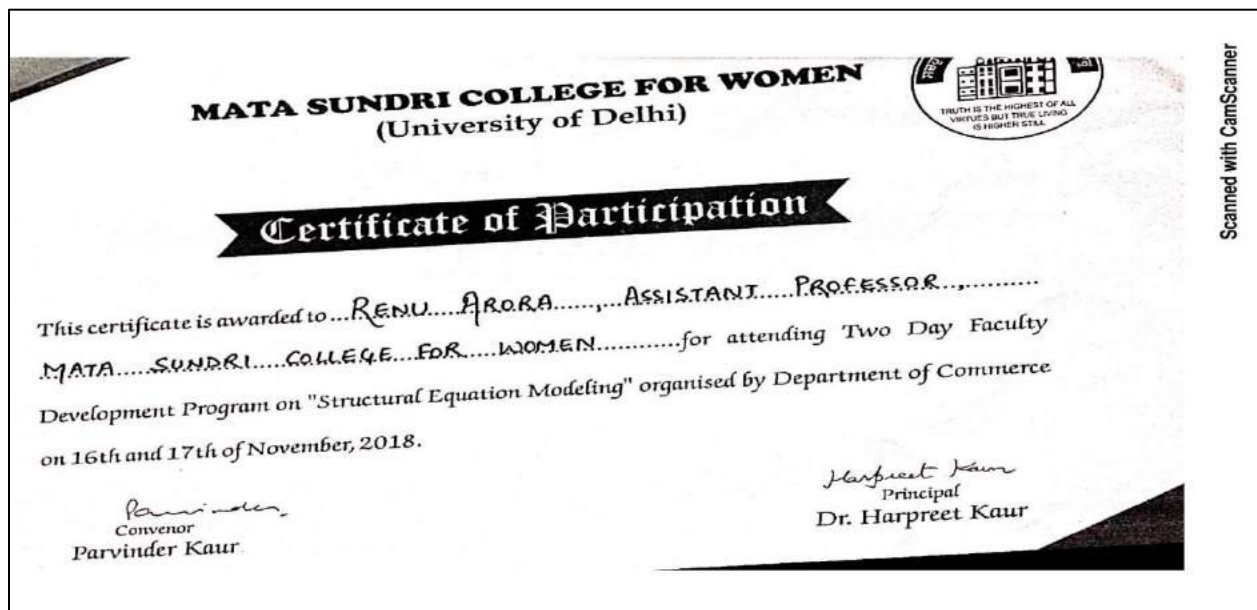 MATA SUNDRI COLLEGE FOR WOMEN
(University of Delhi)
TRUTH IS THE HIGHEST OF ALL
VIRTUES BUT TRUE LIVING
IS HIGHER STILL
Certificate of Participation
This certificate is awarded to ...RENU.....ARORA....., ASSISTANT.....PROFESSOR..,..........
MATA.....SUNDRI.....COLLEGE..FOR...WOMEN............for attending Two Day Faculty
Development Program on "Structural Equation Modeling" organised by Department of Commerce
on 16th and 17th of November, 2018.
Parvinder
Convenor
Parvinder Kaur
Harpreet Kaur
Principal
Dr. Harpreet Kaur
Scanned with CamScanner